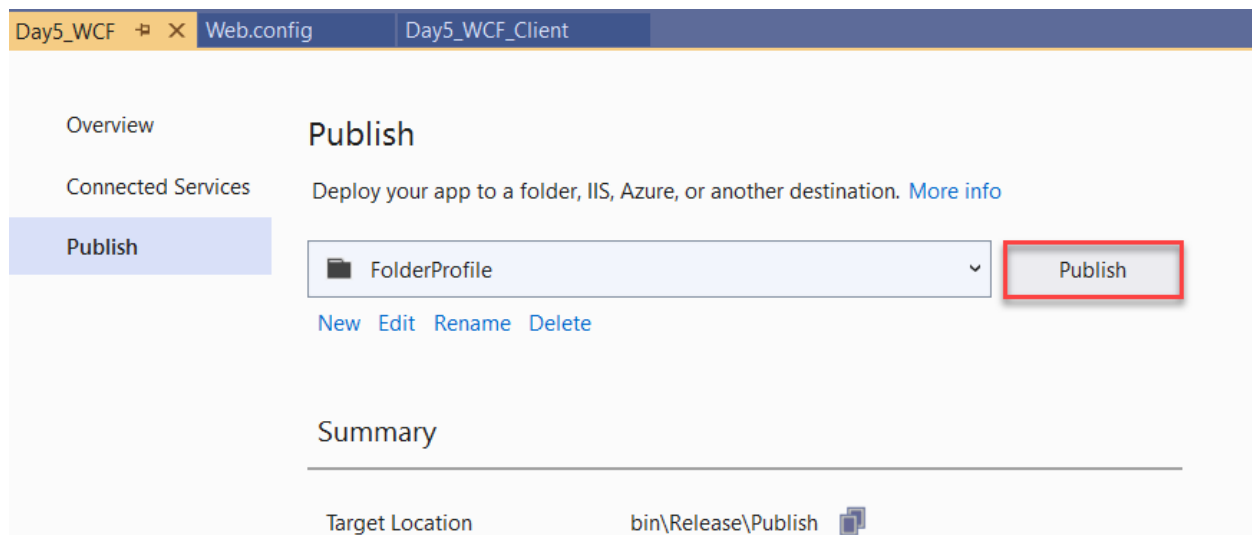 Day5_WCF Web.config Day5_WCF_Client
Overview
Connected Services
Publish
Publish
Deploy your app to a folder, IIS, Azure, or another destination. More info
FolderProfile Publish
New Edit Rename Delete
Summary
Target Location bin\Release\Publish